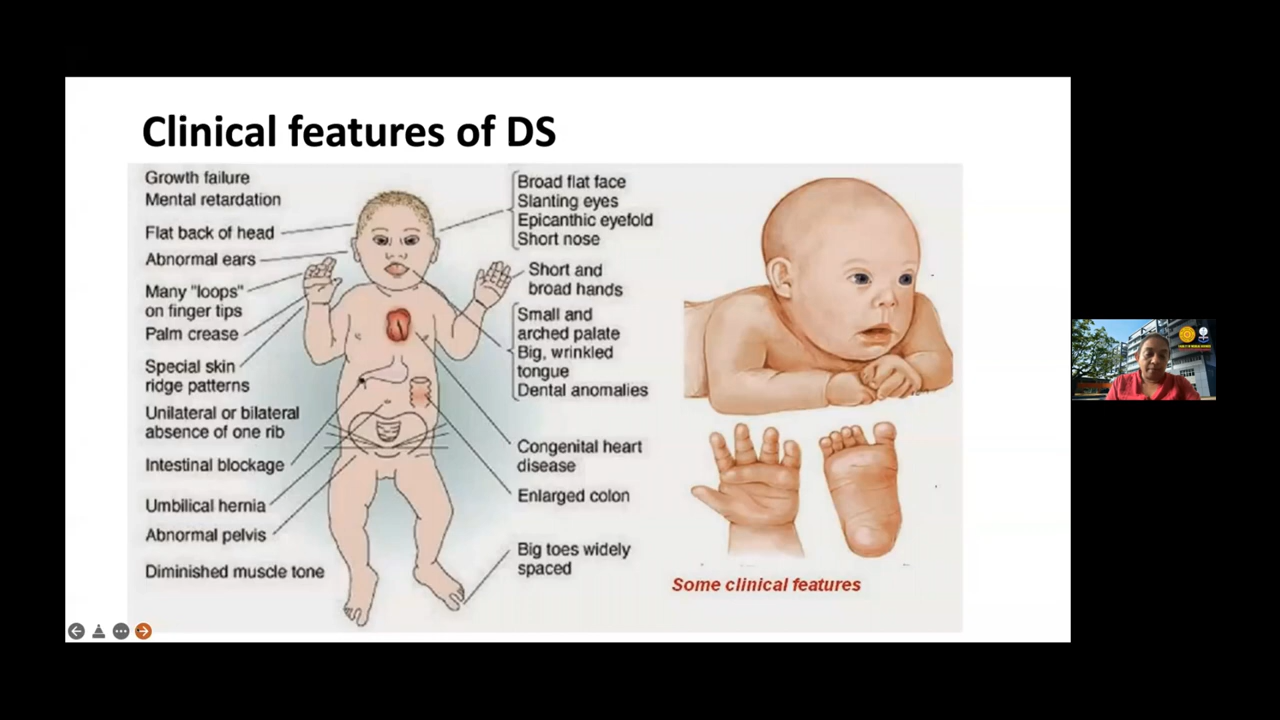 Clinical features of DS
Growth failure
Mental retardation
Flat back of head
Abnormal ears
Many "loops"
on finger tips
Palm crease
Special skin
ridge patterns
Unilateral or bilateral
absence of one rib
Intestinal blockage
Umbilical hernia
Abnormal pelvis
Diminished muscle tone
Broad flat face
Slanting eyes
Epicanthic eyefold
Short nose
Short and
broad hands
Small and
arched palate
Big, wrinkled
tongue
Dental anomalies
Congenital heart
disease
Enlarged colon
Big toes widely
spaced
Some clinical features